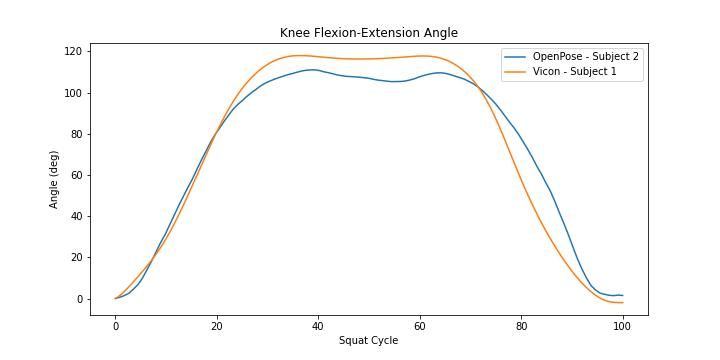 Knee Flexion-Extension Angle
OpenPose - Subject 2
Vicon - Subject 1
120
100
80
60
40
20
0
Angle (deg)
0 20 40 60 80 100
Squat Cycle